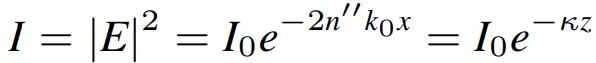 I = |E|² = I₀e^{−2n″k₀x} = I₀e^{−κz}